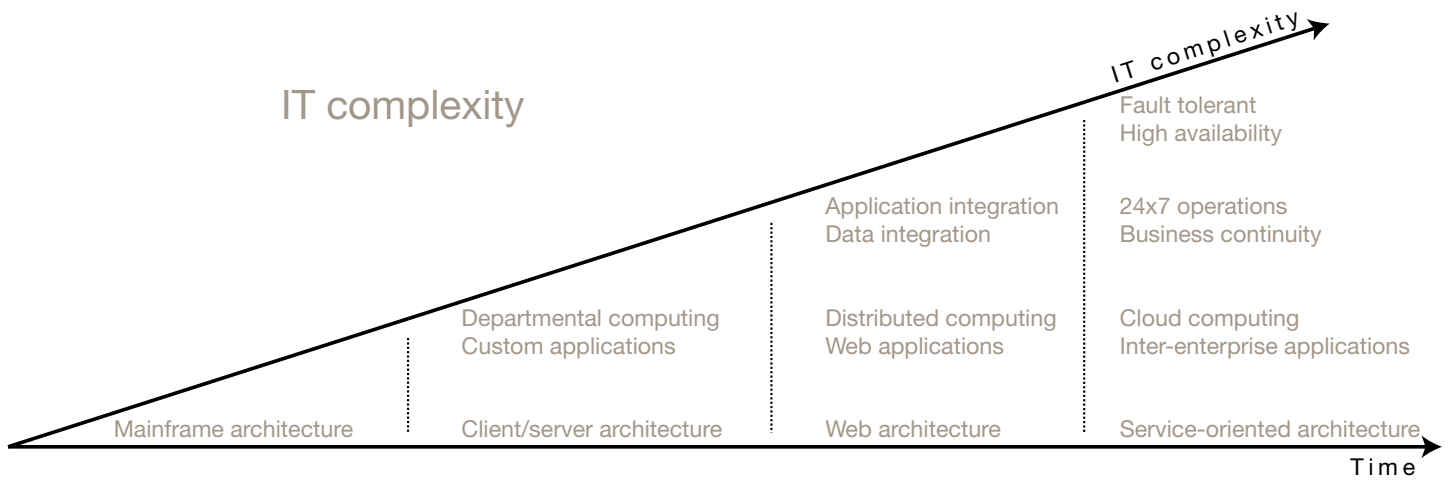 IT complexity
IT complexity
Fault tolerant
High availability
Application integration
Data integration
24x7 operations
Business continuity
Departmental computing
Custom applications
Distributed computing
Web applications
Cloud computing
Inter-enterprise applications
Mainframe architecture
Client/server architecture
Web architecture
Service-oriented architecture
Time